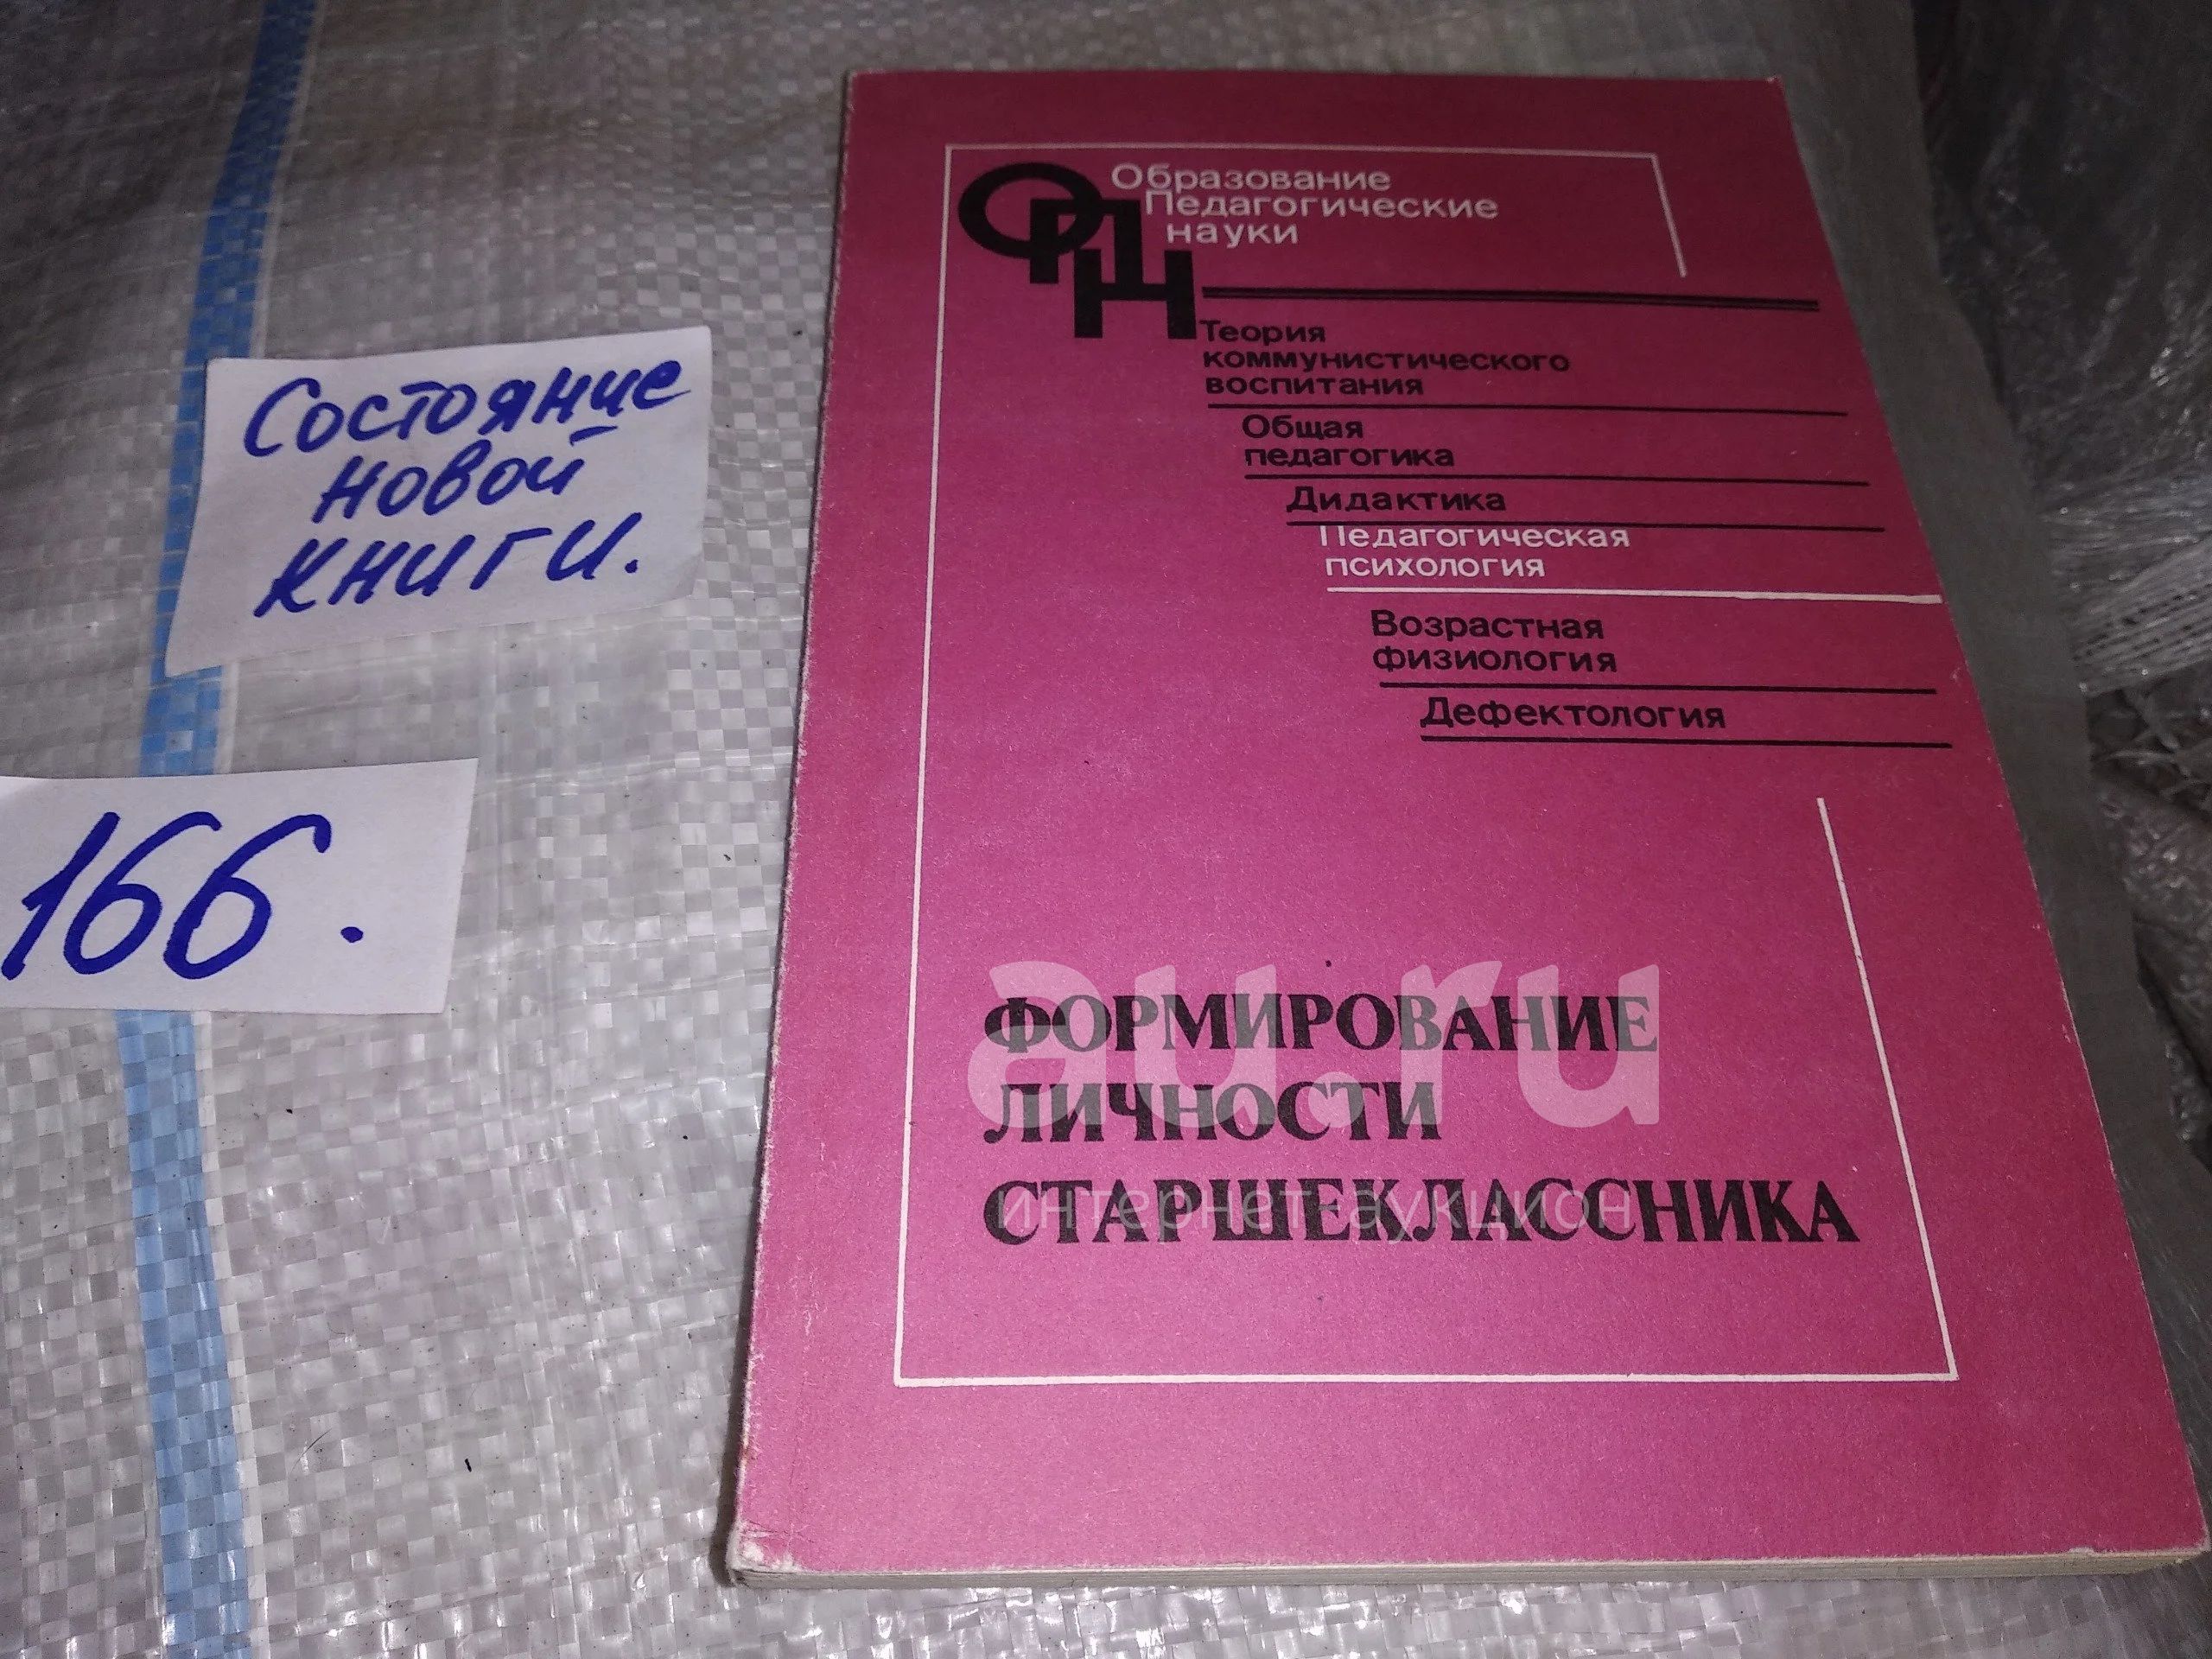 Состояние
новой
книги.
166.
ОПН
Образование
Педагогические
науки
Теория
коммунистического
воспитания
Общая
педагогика
Дидактика
Педагогическая
психология
Возрастная
физиология
Дефектология
ФОРМИРОВАНИЕ
ЛИЧНОСТИ
СТАРШЕКЛАССНИКА
au.ru
интернет-аукцион